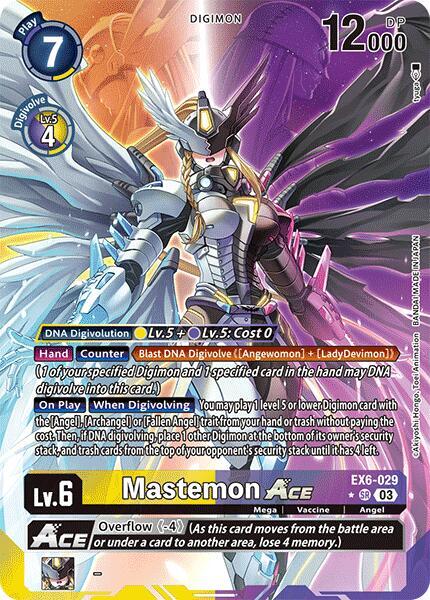 Play
7
DIGIMON
12000
DP
Digivolve
Lv.5
4
DNA Digivolution Lv.5 + Lv.5: Cost 0
Hand Counter Blast DNA Digivolve ([Angewomon] + [LadyDevimon])
(1 of your specified Digimon and 1 specified card in the hand may DNA
digivolve into this card.)
On Play When Digivolving You may play 1 level 5 or lower Digimon card with
the [Angel], [Archangel] or [Fallen Angel] trait from your hand or trash without paying the
cost. Then, if DNA digivolving, place 1 other Digimon at the bottom of its owner's security
stack, and trash cards from the top of your opponent's security stack until it has 4 left.
©Akiyoshi Hongo, Toei Animation BANDAI MADE IN JAPAN
Lv.6
Mastemon ACE
EX6-029
SR 03
Mega Vaccine Angel
ACE Overflow《-4》(As this card moves from the battle area
or under a card to another area, lose 4 memory.)
-